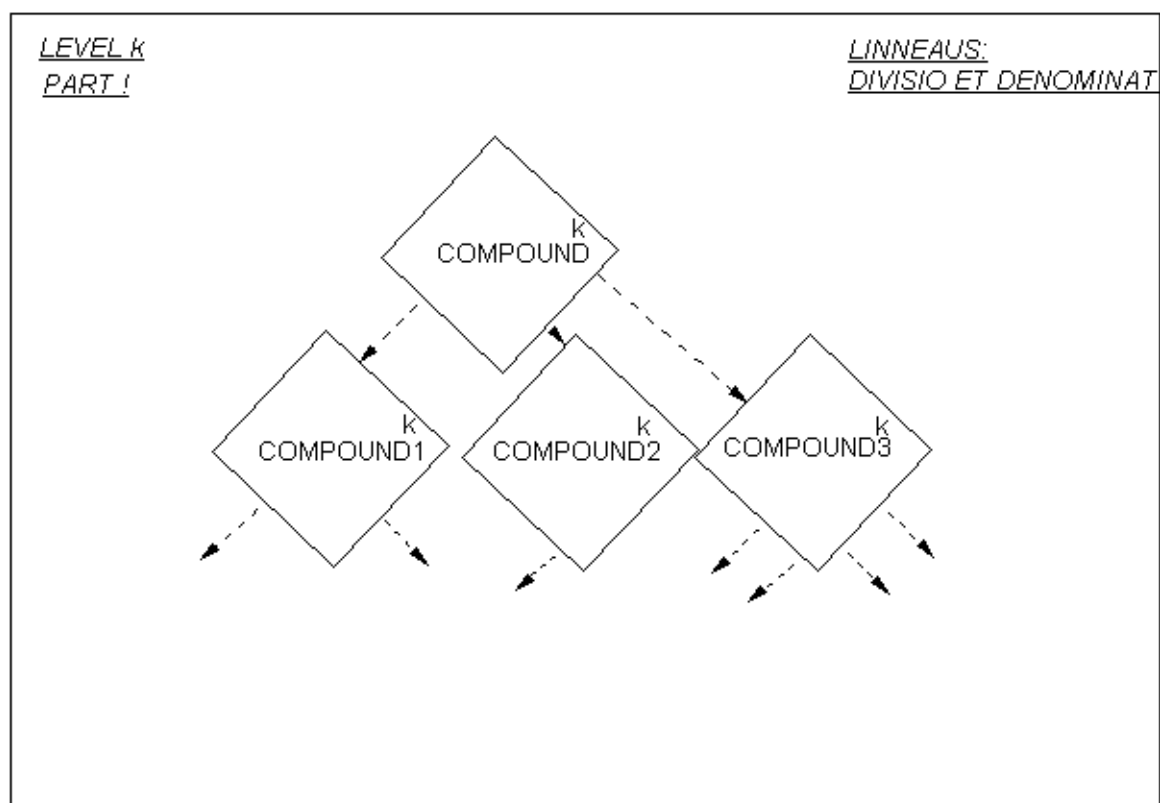 LEVEL k
PART !
LINNEAUS:
DIVISIO ET DENOMINAT
k
COMPOUND
k
COMPOUND1
k
COMPOUND2
k
COMPOUND3